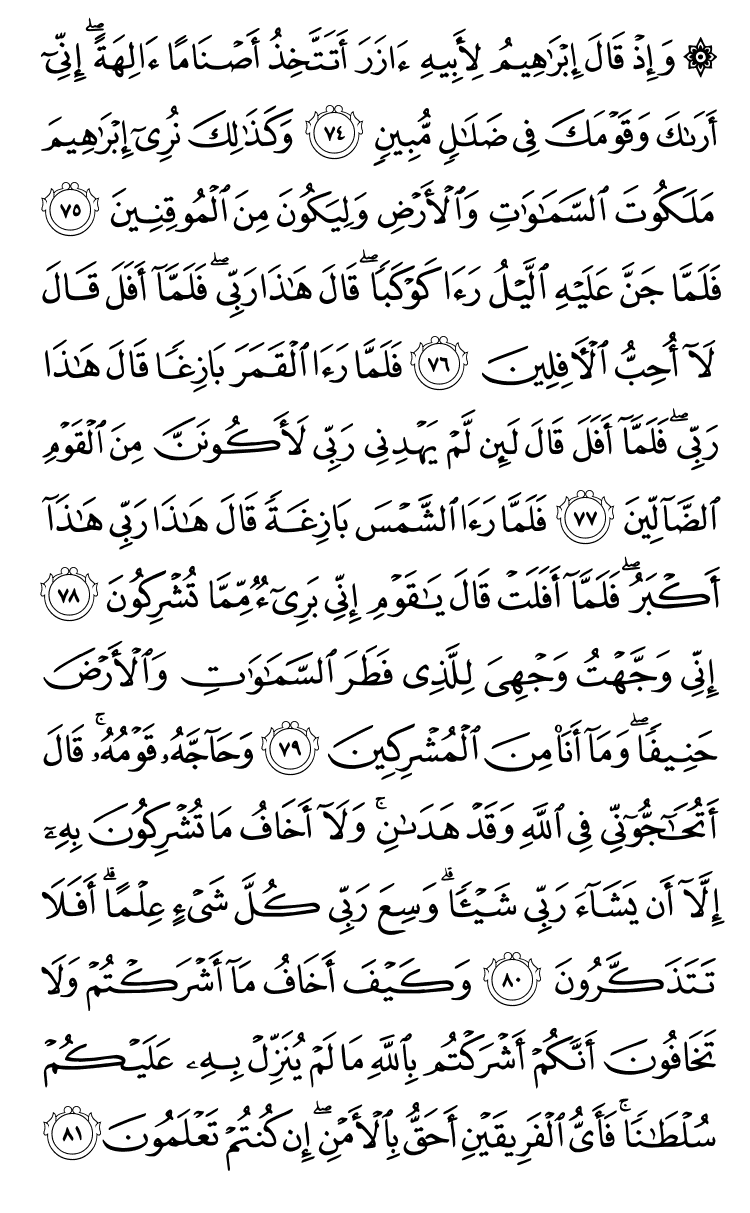 ۞ وَإِذۡ قَالَ إِبۡرَٰهِيمُ لِأَبِيهِ ءَازَرَ أَتَتَّخِذُ أَصۡنَامًا ءَالِهَةً ۖ إِنِّيٓ
أَرَىٰكَ وَقَوۡمَكَ فِي ضَلَٰلٖ مُّبِينٖ ٧٤ وَكَذَٰلِكَ نُرِيٓ إِبۡرَٰهِيمَ
مَلَكُوتَ ٱلسَّمَٰوَٰتِ وَٱلۡأَرۡضِ وَلِيَكُونَ مِنَ ٱلۡمُوقِنِينَ ٧٥
فَلَمَّا جَنَّ عَلَيۡهِ ٱلَّيۡلُ رَءَا كَوۡكَبٗا ۖ قَالَ هَٰذَا رَبِّي ۖ فَلَمَّآ أَفَلَ قَالَ
لَآ أُحِبُّ ٱلۡأٓفِلِينَ ٧٦ فَلَمَّا رَءَا ٱلۡقَمَرَ بَازِغٗا قَالَ هَٰذَا
رَبِّي ۖ فَلَمَّآ أَفَلَ قَالَ لَئِن لَّمۡ يَهۡدِنِي رَبِّي لَأَكُونَنَّ مِنَ ٱلۡقَوۡمِ
ٱلضَّآلِّينَ ٧٧ فَلَمَّا رَءَا ٱلشَّمۡسَ بَازِغَةٗ قَالَ هَٰذَا رَبِّي هَٰذَآ
أَكۡبَرُ ۖ فَلَمَّآ أَفَلَتۡ قَالَ يَٰقَوۡمِ إِنِّي بَرِيٓءٞ مِّمَّا تُشۡرِكُونَ ٧٨
إِنِّي وَجَّهۡتُ وَجۡهِيَ لِلَّذِي فَطَرَ ٱلسَّمَٰوَٰتِ وَٱلۡأَرۡضَ
حَنِيفٗا ۖ وَمَآ أَنَا۠ مِنَ ٱلۡمُشۡرِكِينَ ٧٩ وَحَآجَّهُۥ قَوۡمُهُۥ ۚ قَالَ
أَتُحَٰٓجُّوٓنِّي فِي ٱللَّهِ وَقَدۡ هَدَىٰنِ ۚ وَلَآ أَخَافُ مَا تُشۡرِكُونَ بِهِۦٓ
إِلَّآ أَن يَشَآءَ رَبِّي شَيۡـٔٗا ۗ وَسِعَ رَبِّي كُلَّ شَيۡءٍ عِلۡمًا ۗ أَفَلَا
تَتَذَكَّرُونَ ٨٠ وَكَيۡفَ أَخَافُ مَآ أَشۡرَكۡتُمۡ وَلَا
تَخَافُونَ أَنَّكُمۡ أَشۡرَكۡتُم بِٱللَّهِ مَا لَمۡ يُنَزِّلۡ بِهِۦ عَلَيۡكُمۡ
سُلۡطَٰنٗا ۚ فَأَيُّ ٱلۡفَرِيقَيۡنِ أَحَقُّ بِٱلۡأَمۡنِ ۖ إِن كُنتُمۡ تَعۡلَمُونَ ٨١